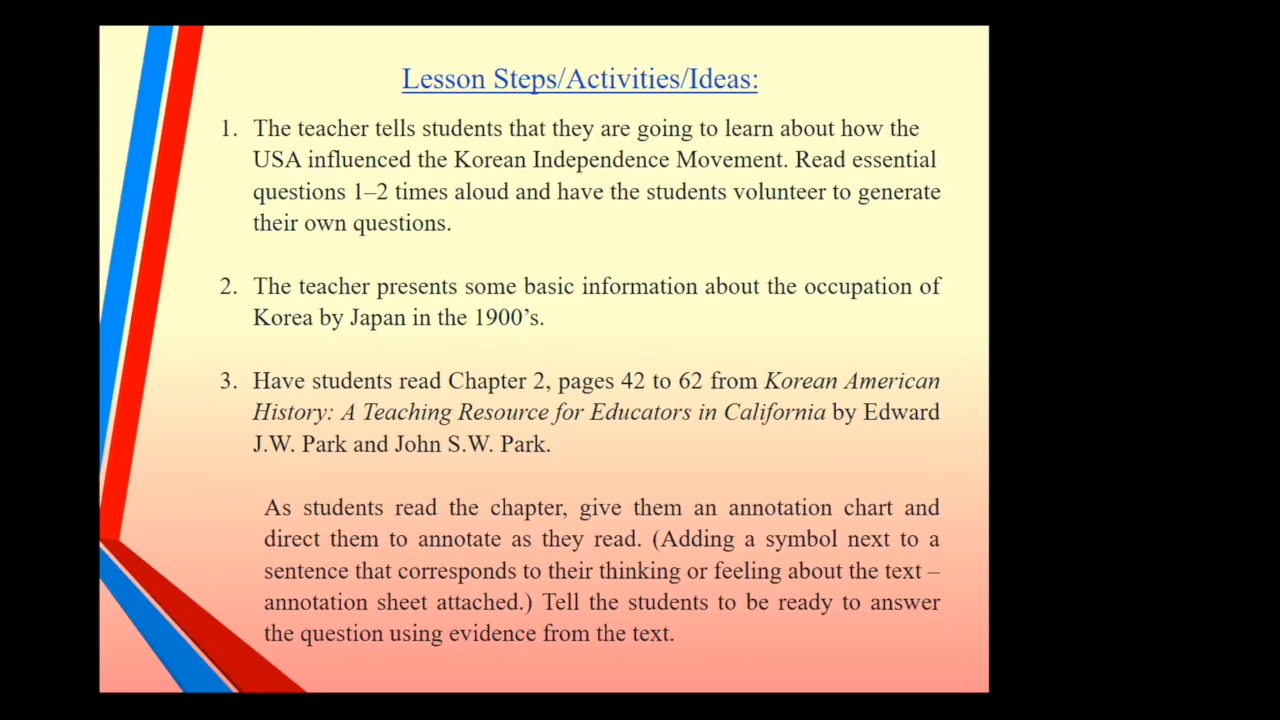 Lesson Steps/Activities/Ideas:
1. The teacher tells students that they are going to learn about how the
USA influenced the Korean Independence Movement. Read essential
questions 1–2 times aloud and have the students volunteer to generate
their own questions.
2. The teacher presents some basic information about the occupation of
Korea by Japan in the 1900’s.
3. Have students read Chapter 2, pages 42 to 62 from Korean American
History: A Teaching Resource for Educators in California by Edward
J.W. Park and John S.W. Park.
As students read the chapter, give them an annotation chart and
direct them to annotate as they read. (Adding a symbol next to a
sentence that corresponds to their thinking or feeling about the text –
annotation sheet attached.) Tell the students to be ready to answer
the question using evidence from the text.